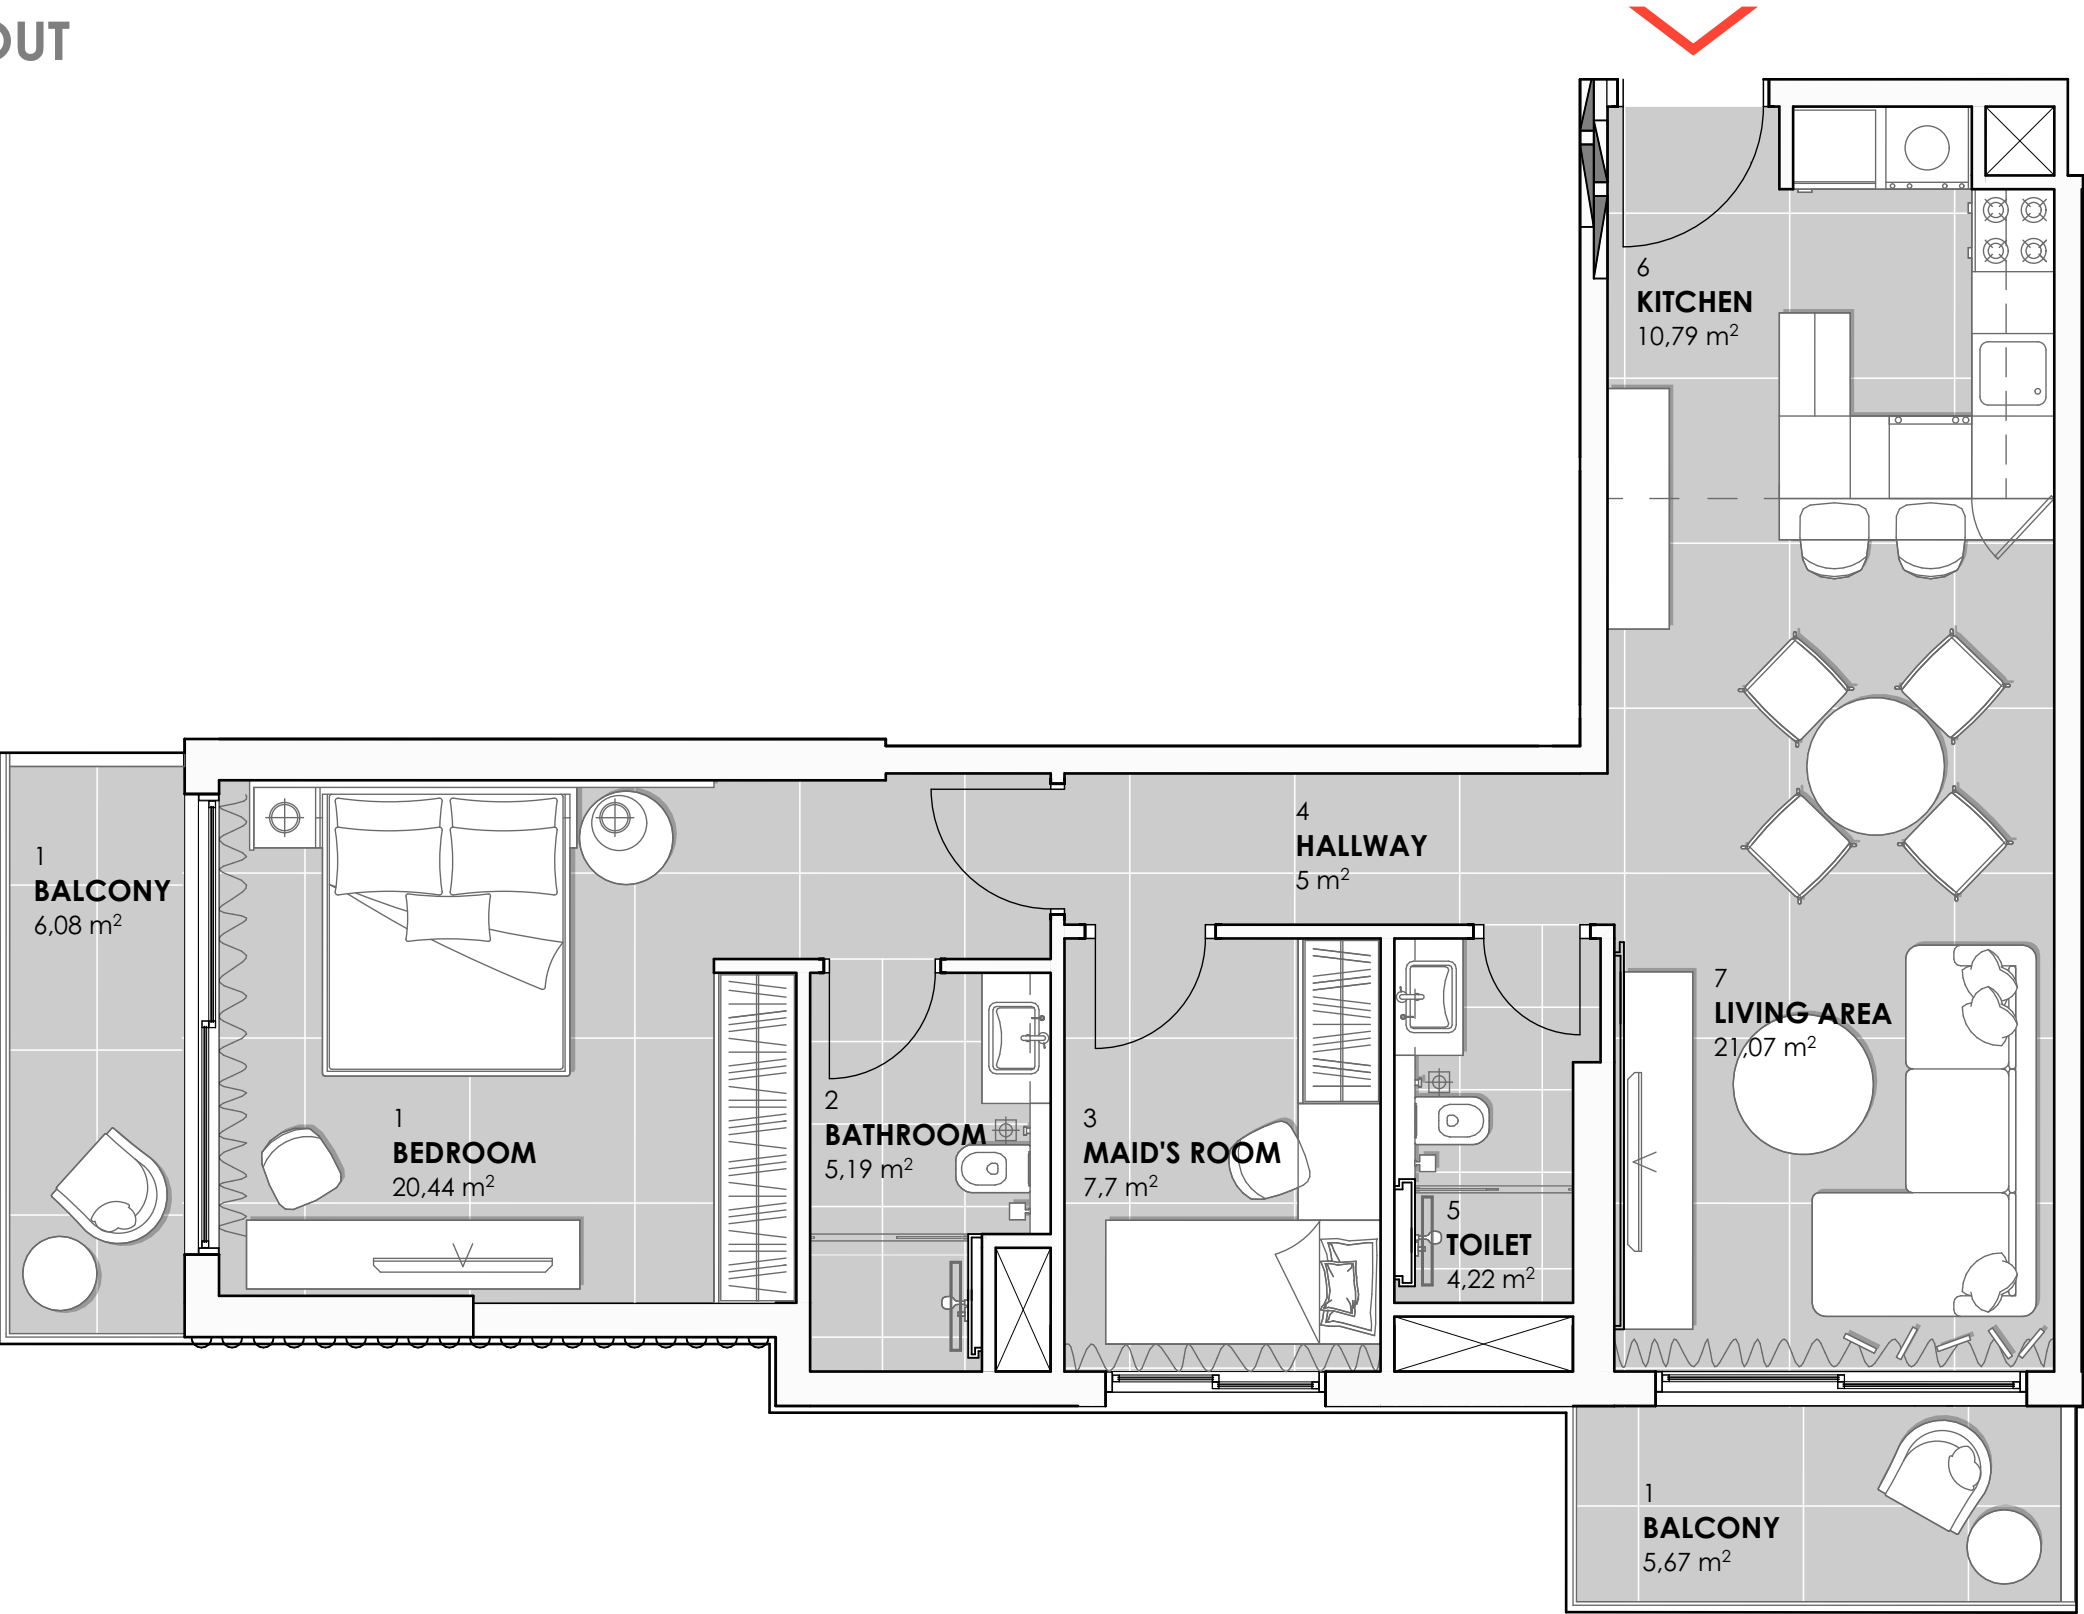 OUT
6
KITCHEN
10,79 m²
4
HALLWAY
5 m²
1
BALCONY
6,08 m²
7
LIVING AREA
21,07 m²
1
BEDROOM
20,44 m²
2
BATHROOM
5,19 m²
3
MAID'S ROOM
7,7 m²
5
TOILET
4,22 m²
1
BALCONY
5,67 m²